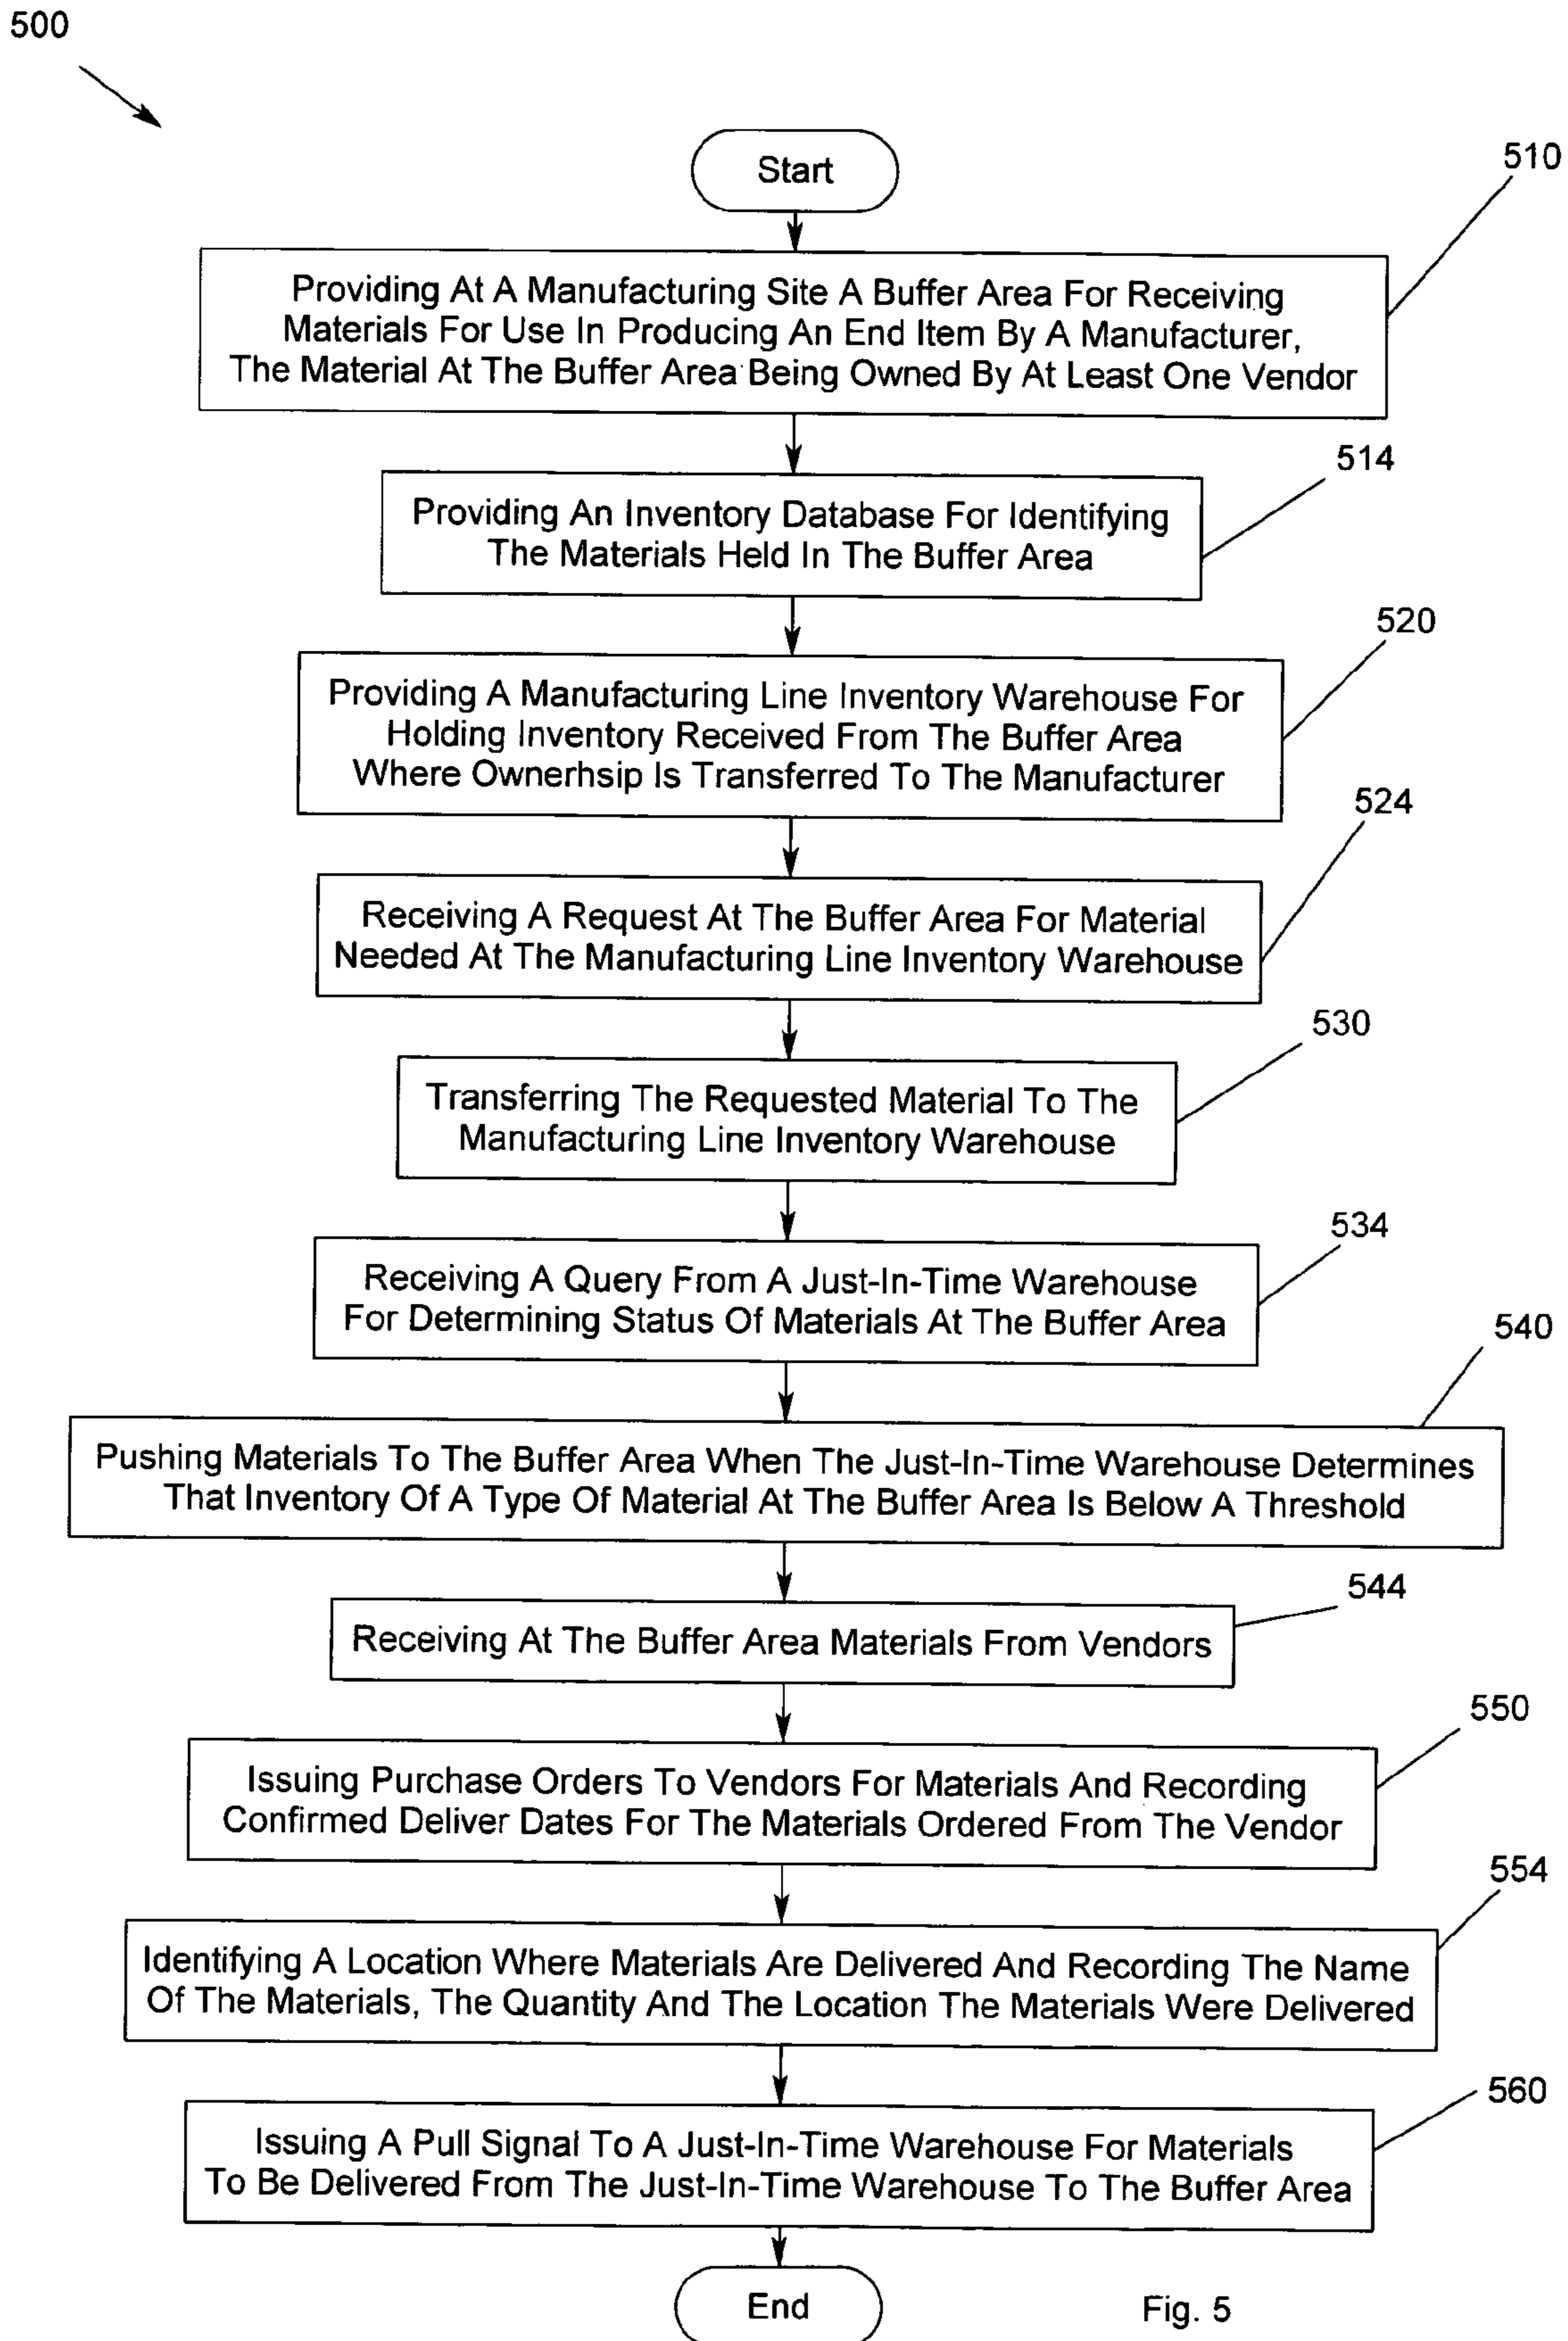 500
Start
510
Providing At A Manufacturing Site A Buffer Area For Receiving
Materials For Use In Producing An End Item By A Manufacturer,
The Material At The Buffer Area Being Owned By At Least One Vendor
514
Providing An Inventory Database For Identifying
The Materials Held In The Buffer Area
520
Providing A Manufacturing Line Inventory Warehouse For
Holding Inventory Received From The Buffer Area
Where Ownerhsip Is Transferred To The Manufacturer
524
Receiving A Request At The Buffer Area For Material
Needed At The Manufacturing Line Inventory Warehouse
530
Transferring The Requested Material To The
Manufacturing Line Inventory Warehouse
534
Receiving A Query From A Just-In-Time Warehouse
For Determining Status Of Materials At The Buffer Area
540
Pushing Materials To The Buffer Area When The Just-In-Time Warehouse Determines
That Inventory Of A Type Of Material At The Buffer Area Is Below A Threshold
544
Receiving At The Buffer Area Materials From Vendors
550
Issuing Purchase Orders To Vendors For Materials And Recording
Confirmed Deliver Dates For The Materials Ordered From The Vendor
554
Identifying A Location Where Materials Are Delivered And Recording The Name
Of The Materials, The Quantity And The Location The Materials Were Delivered
560
Issuing A Pull Signal To A Just-In-Time Warehouse For Materials
To Be Delivered From The Just-In-Time Warehouse To The Buffer Area
End
Fig. 5